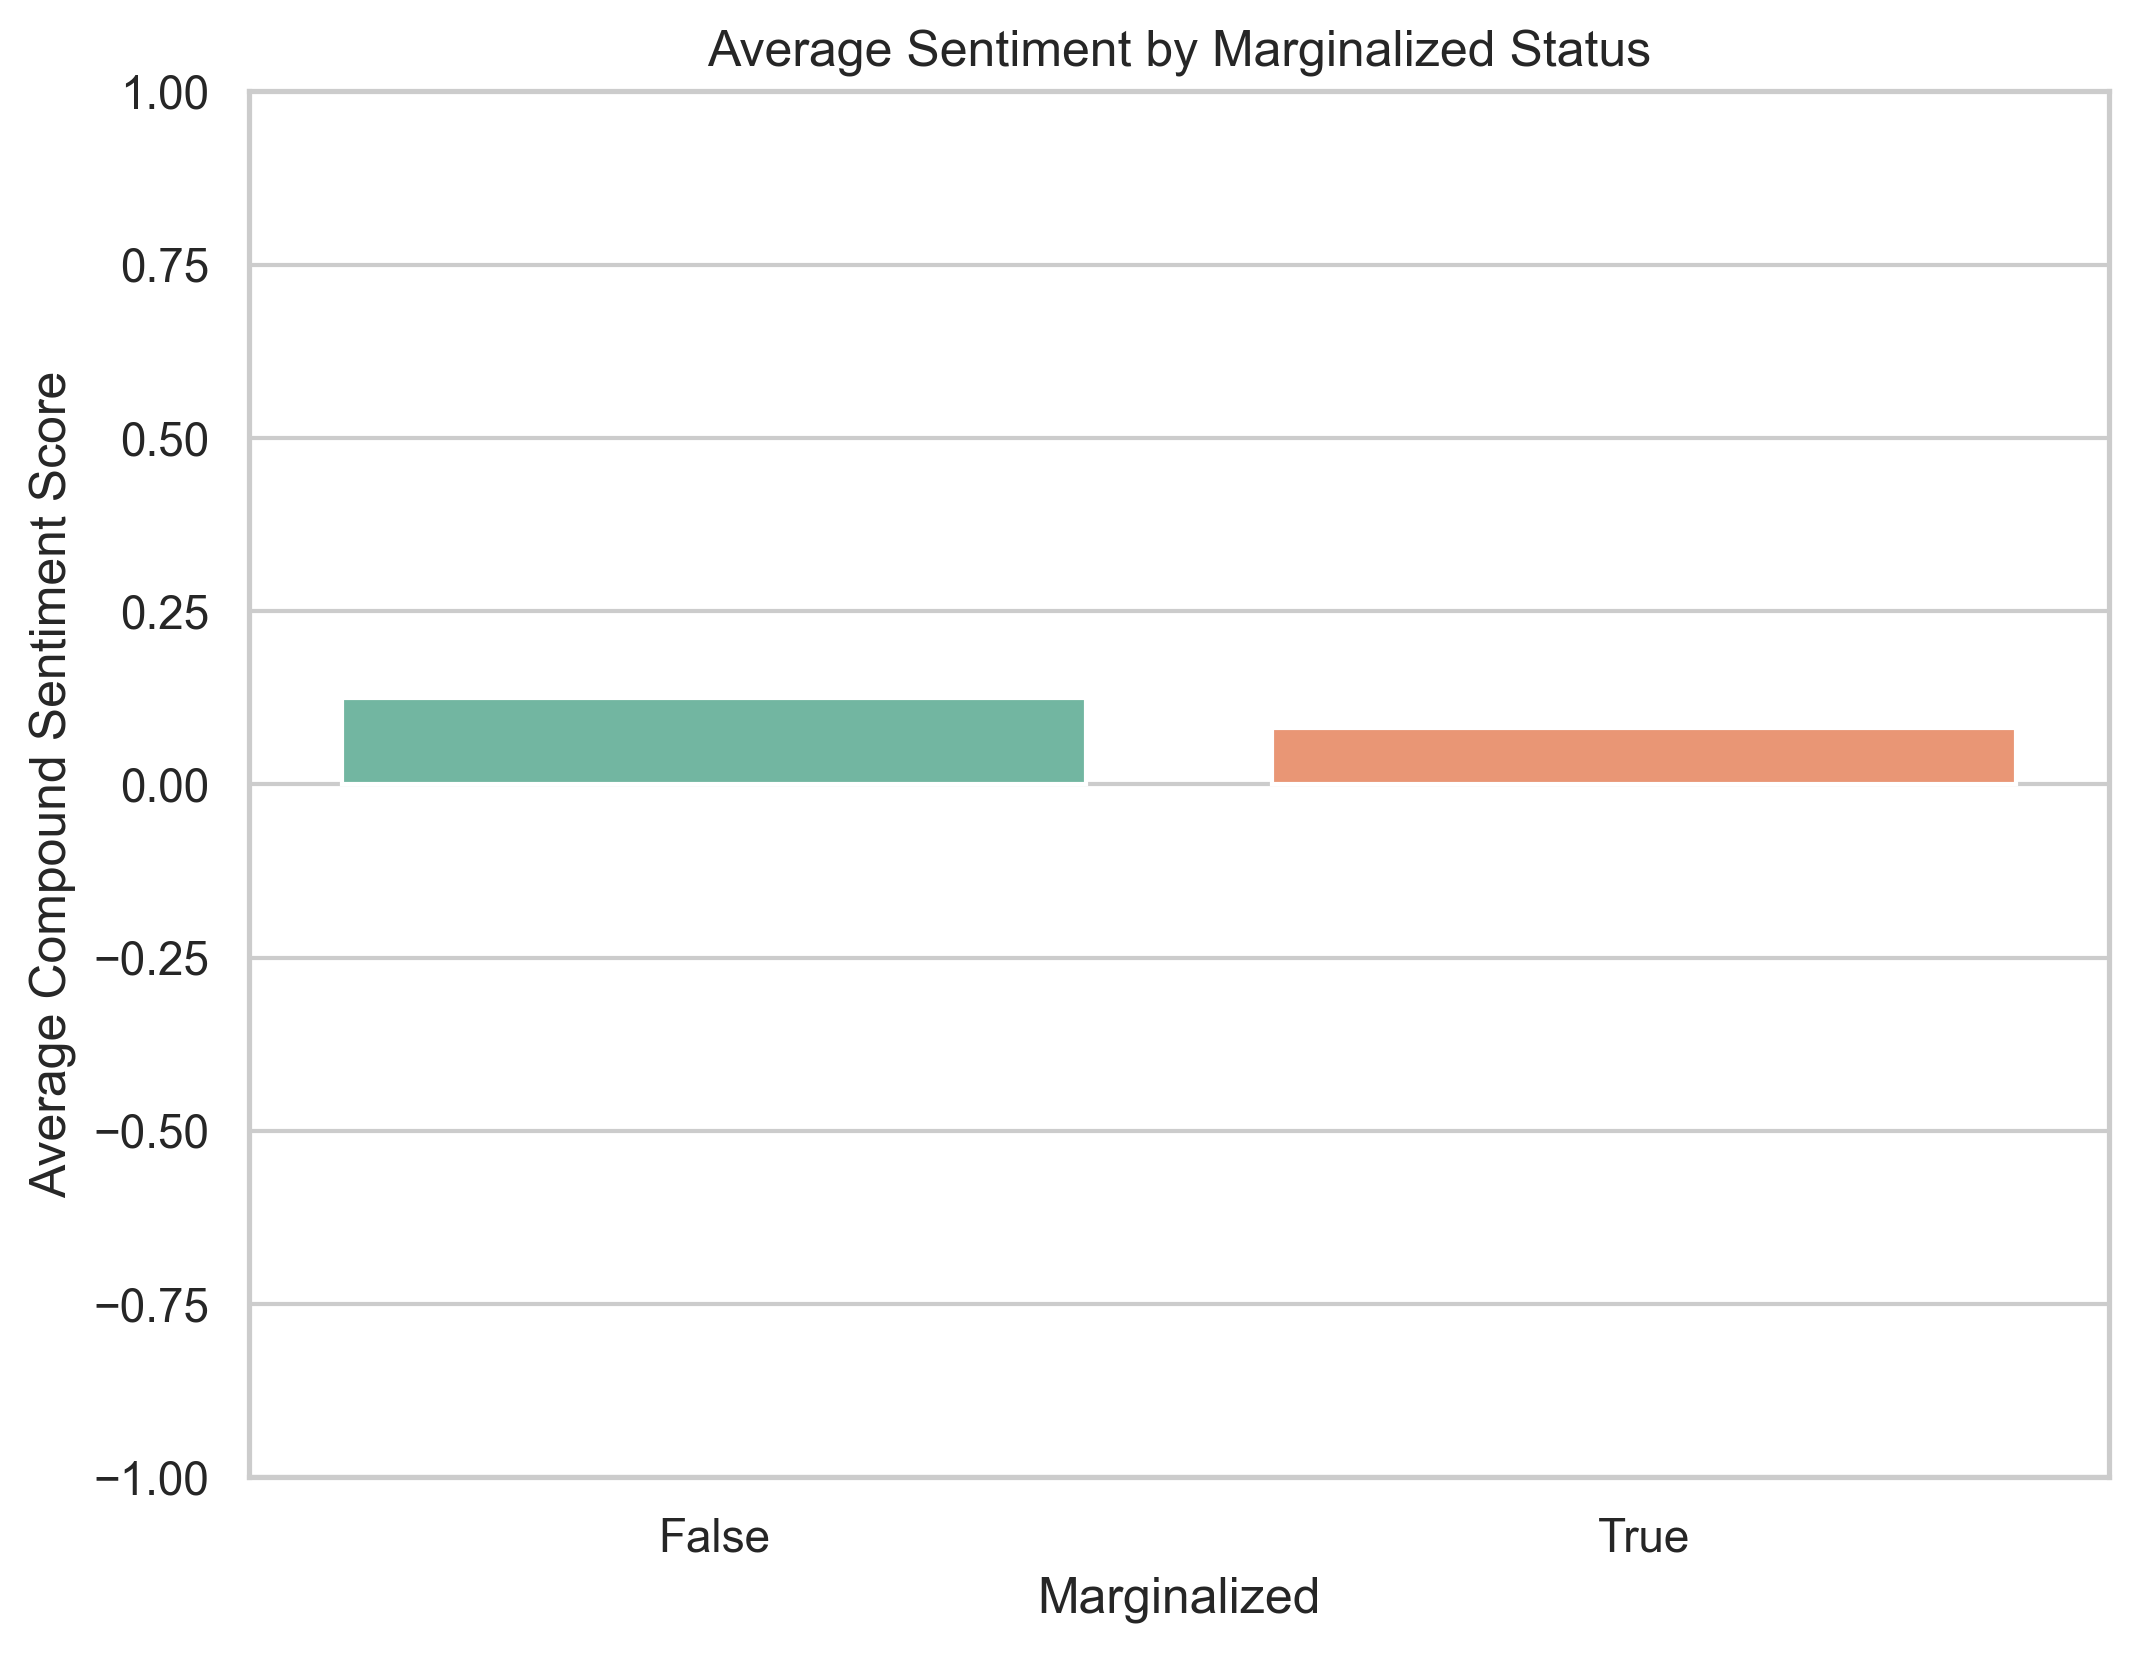 Average Sentiment by Marginalized Status
1.00
0.75
0.50
0.25
0.00
−0.25
−0.50
−0.75
−1.00
Average Compound Sentiment Score
False
True
Marginalized